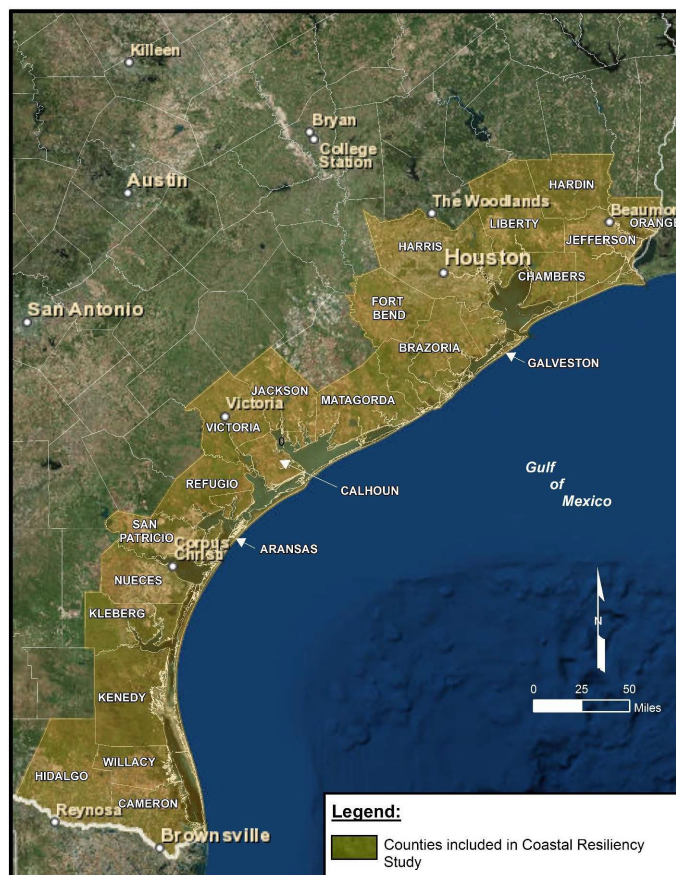 Killeen
Bryan
College
Station
Austin
HARDIN
The Woodlands
Beaumon
LIBERTY
ORANGE
HARRIS
JEFFERSON
Houston
CHAMBERS
San Antonio
FORT
BEND
BRAZORIA
GALVESTON
JACKSON
MATAGORDA
Victoria
VICTORIA
0
Gulf
of
Mexico
REFUGIO
CALHOUN
SAN
PATRICIO
Corpus
Christi
ARANSAS
NUECES
KLEBERG
N
KENEDY
0 25 50
Miles
WILLACY
HIDALGO
CAMERON
Reynosa
Brownsville
Legend:
Counties included in Coastal Resiliency
Study